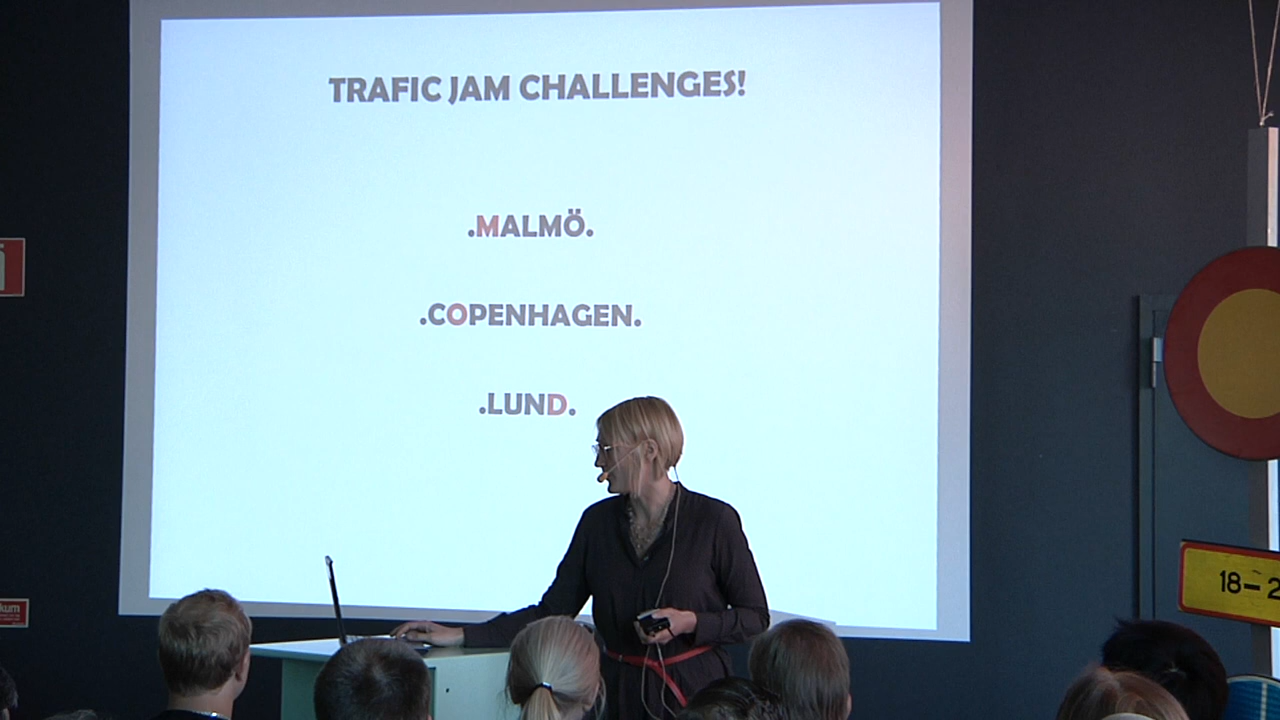 TRAFIC JAM CHALLENGES!
.MALMÖ.
.COPENHAGEN.
.LUND.
18-2